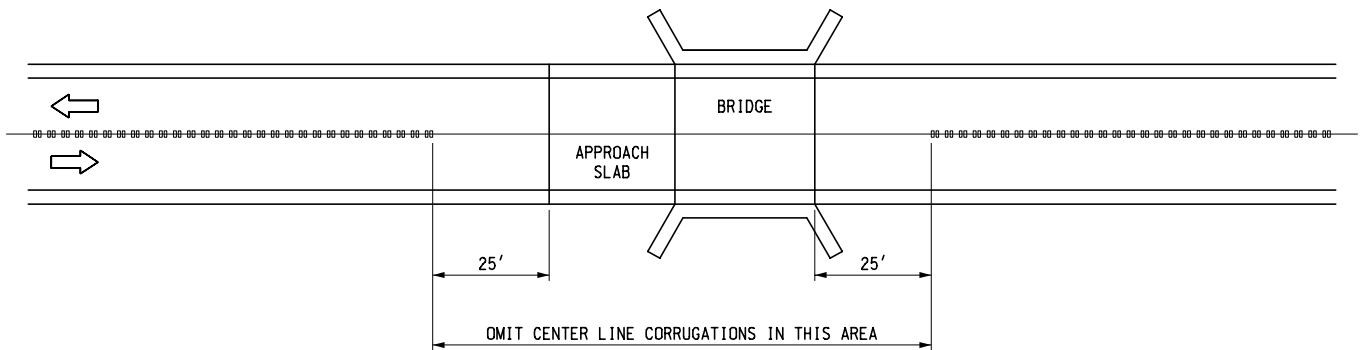 BRIDGE
APPROACH
SLAB
25'
25'
OMIT CENTER LINE CORRUGATIONS IN THIS AREA